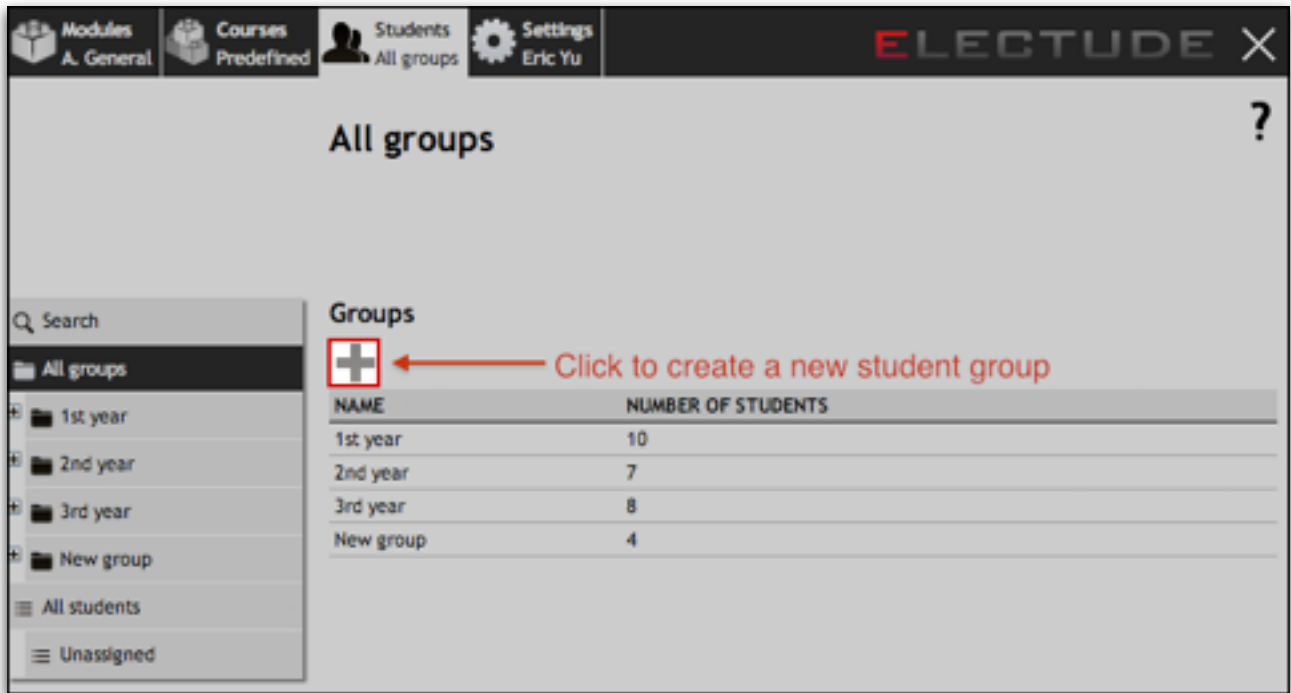 Modules
A. General
Courses
Predefined
Students
All groups
Settings
Eric Yu
ELECTUDE
?
All groups
Search
All groups
1st year
2nd year
3rd year
New group
All students
Unassigned
Groups
Click to create a new student group
NAME NUMBER OF STUDENTS
1st year 10
2nd year 7
3rd year 8
New group 4